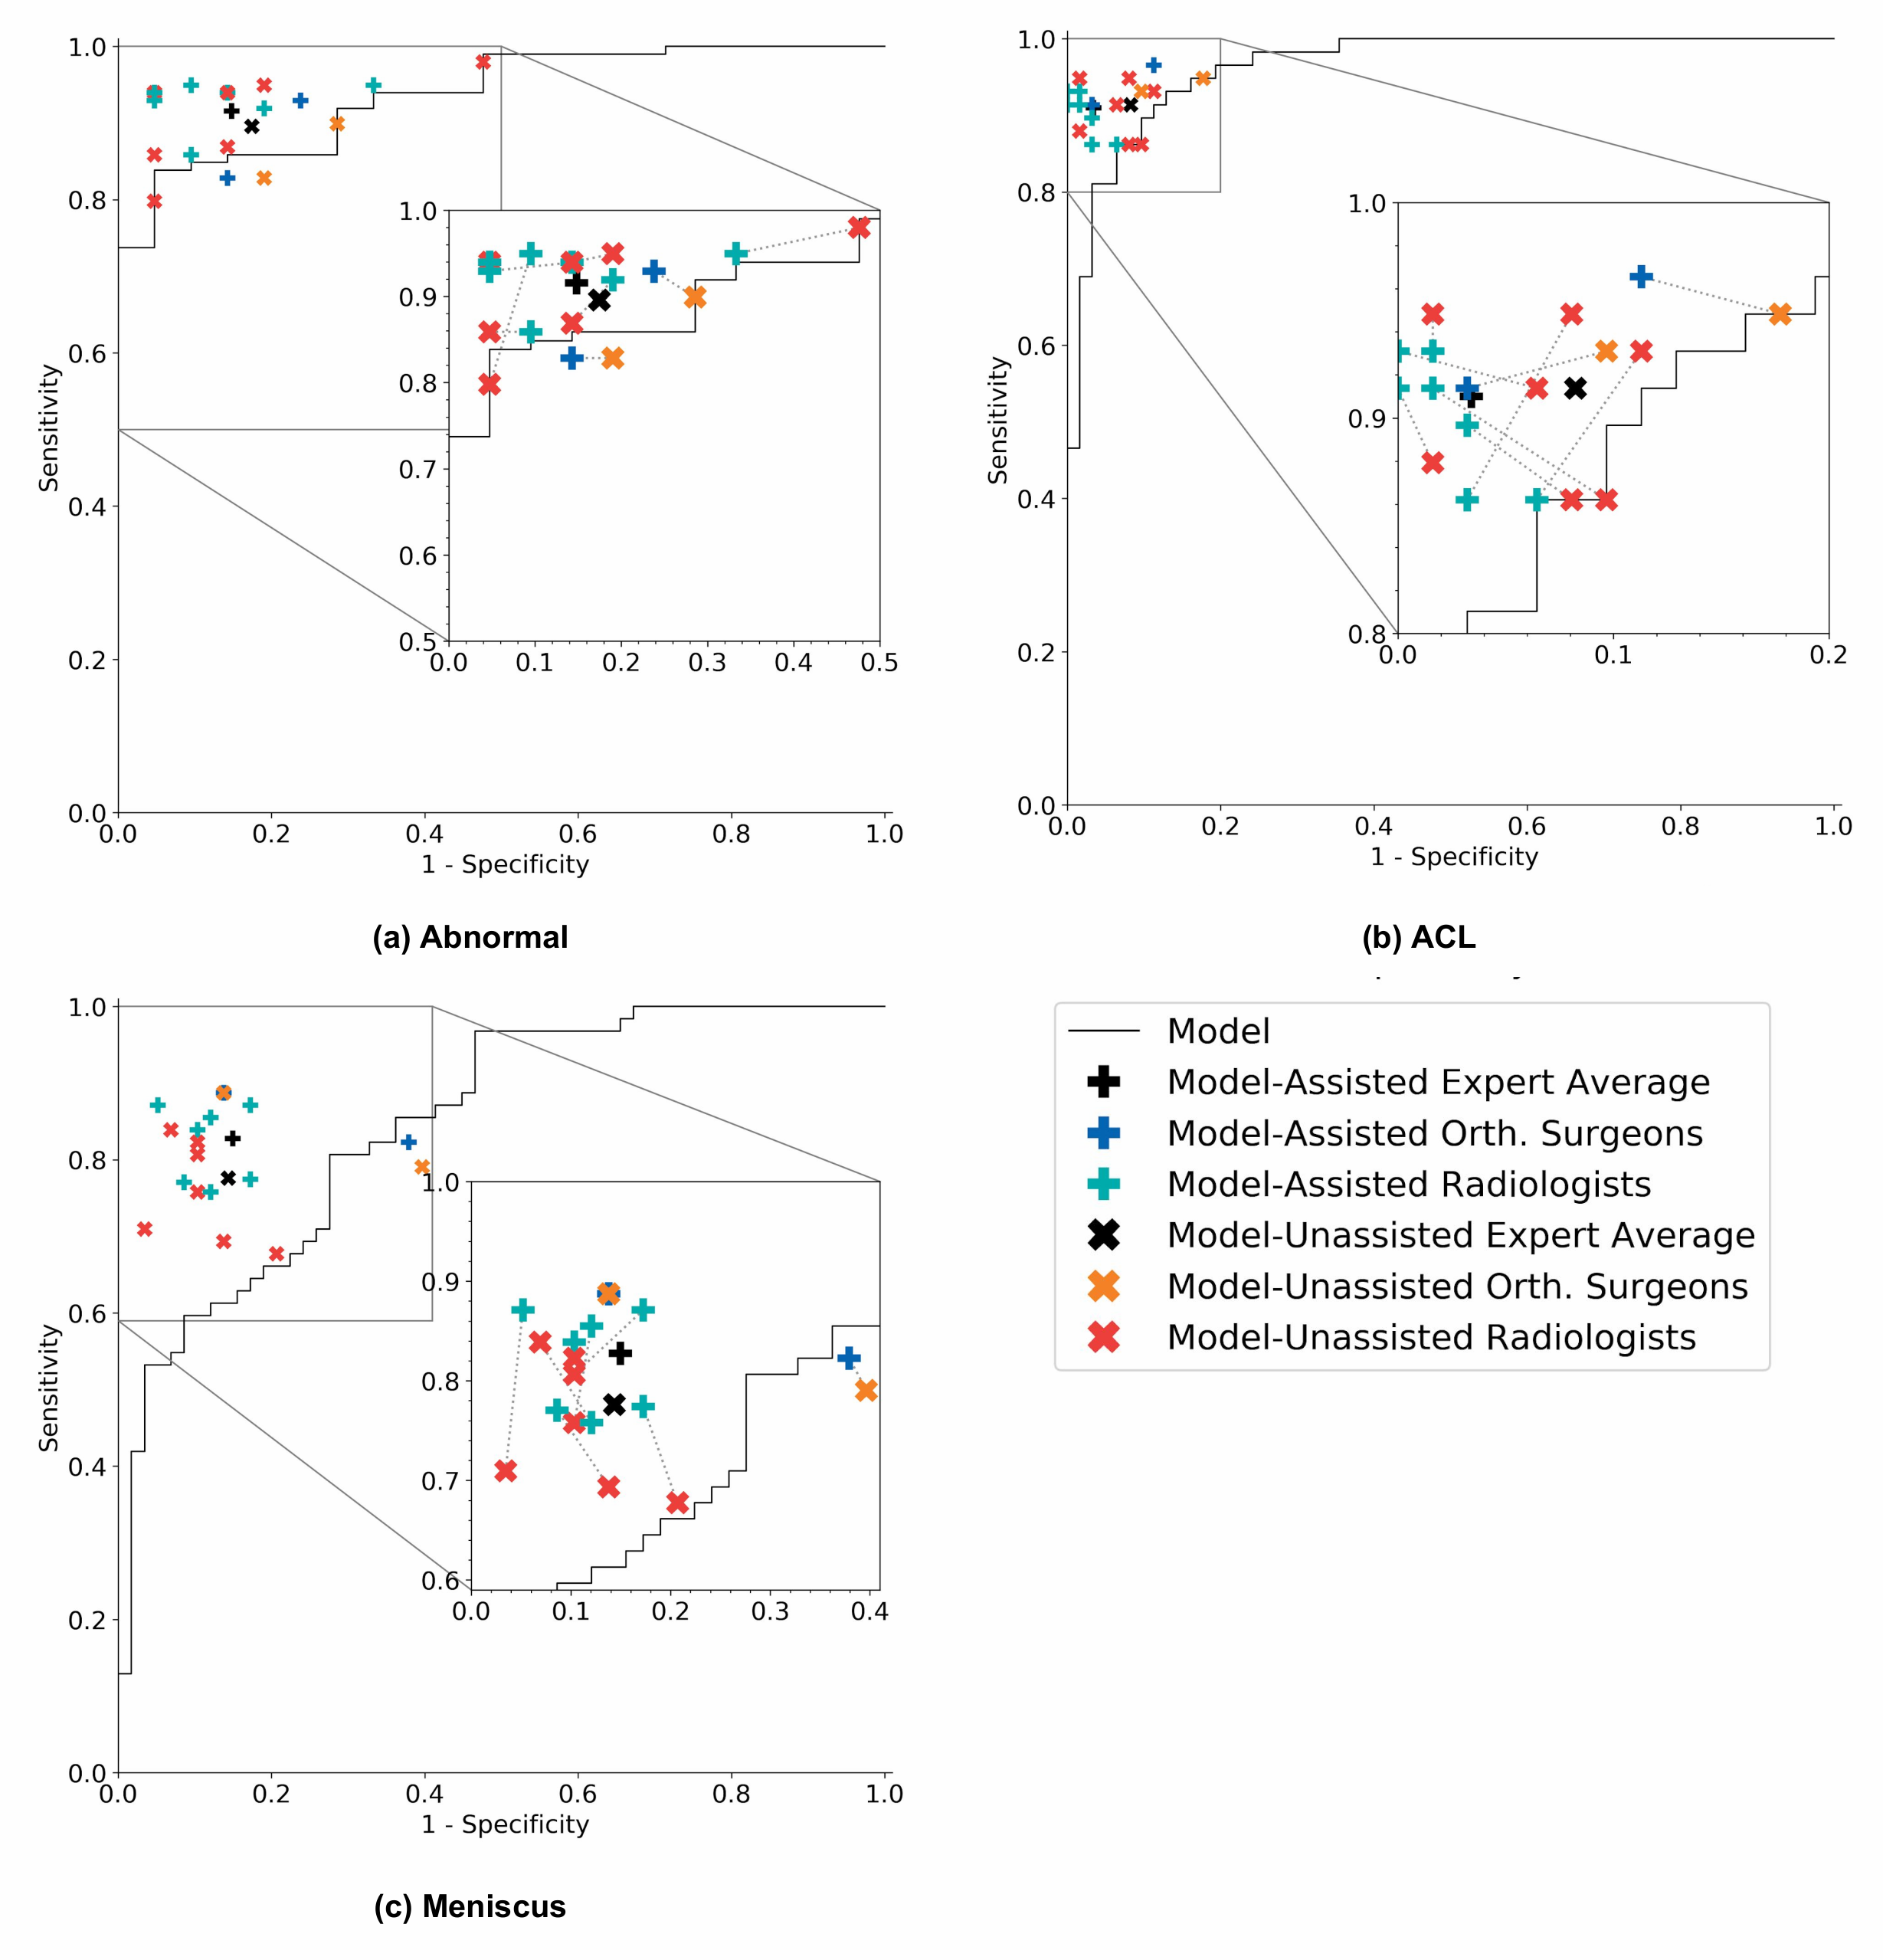 1.0
0.8
0.6
0.4
0.2
0.0
Sensitivity
0.0 0.2 0.4 0.6 0.8 1.0
1 - Specificity
1.0
0.9
0.8
0.7
0.6
0.5
0.0 0.1 0.2 0.3 0.4 0.5
(a) Abnormal
1.0
0.8
0.6
0.4
0.2
0.0
Sensitivity
0.0 0.2 0.4 0.6 0.8 1.0
1 - Specificity
1.0
0.9
0.8
0.0 0.1 0.2
(b) ACL
1.0
0.8
0.6
0.4
0.2
0.0
Sensitivity
0.0 0.2 0.4 0.6 0.8 1.0
1 - Specificity
1.0
0.9
0.8
0.7
0.6
0.0 0.1 0.2 0.3 0.4
(c) Meniscus
Model
Model-Assisted Expert Average
Model-Assisted Orth. Surgeons
Model-Assisted Radiologists
Model-Unassisted Expert Average
Model-Unassisted Orth. Surgeons
Model-Unassisted Radiologists